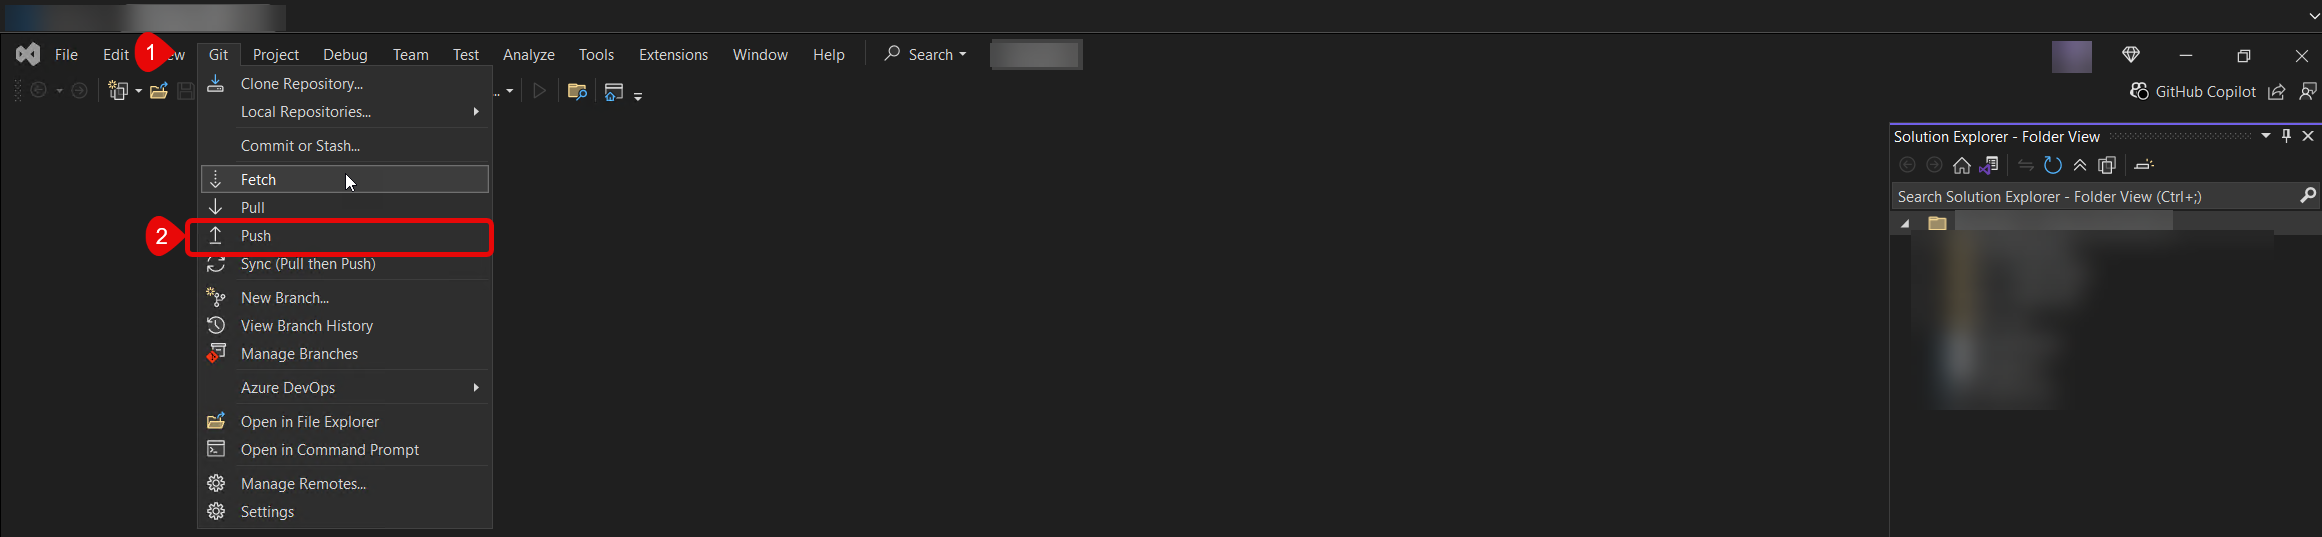 File Edit 1 ew Git Project Debug Team Test Analyze Tools Extensions Window Help Search
GitHub Copilot
Clone Repository...
Local Repositories...
Commit or Stash...
Fetch
Pull
2 Push
Sync (Pull then Push)
New Branch...
View Branch History
Manage Branches
Azure DevOps
Open in File Explorer
Open in Command Prompt
Manage Remotes...
Settings
Solution Explorer - Folder View
Search Solution Explorer - Folder View (Ctrl+;)